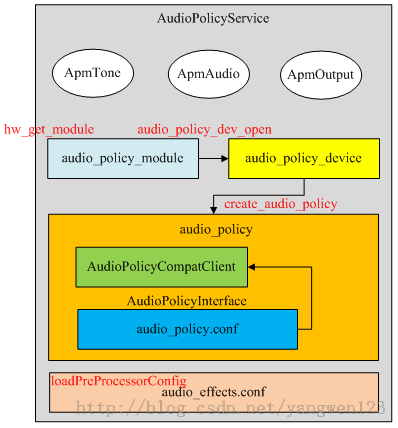 AudioPolicyService
ApmTone
ApmAudio
ApmOutput
hw_get_module
audio_policy_dev_open
audio_policy_module
audio_policy_device
create_audio_policy
audio_policy
AudioPolicyCompatClient
AudioPolicyInterface
audio_policy.conf
loadPreProcessorConfig
audio_effects.conf
http://blog.csdn.net/yangwen123